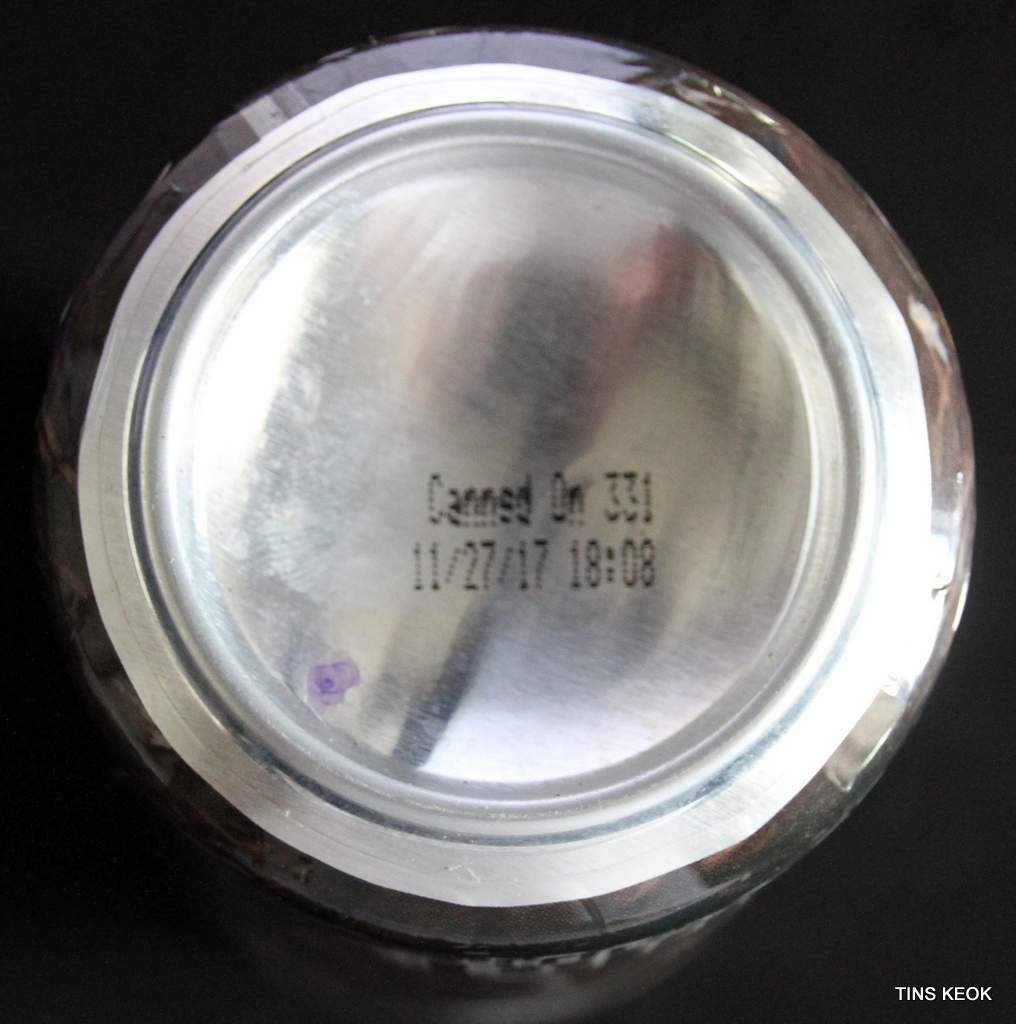 Canned On 331
11/27/17 18:08
TINS KEOK